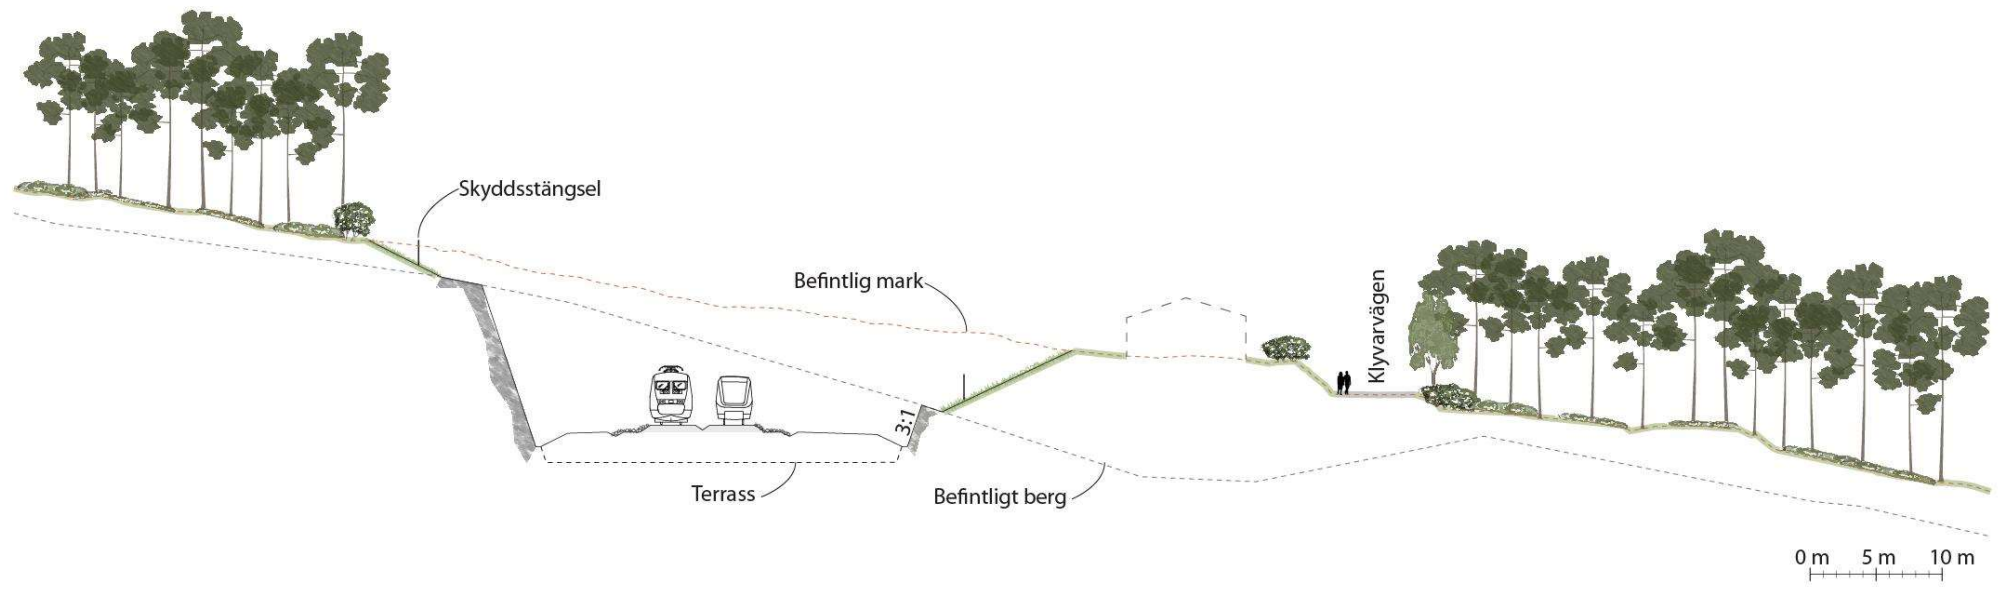 Skyddsstängsel
Befintlig mark
Klyvarvägen
3:1
Terrass
Befintligt berg
0 m 5 m 10 m